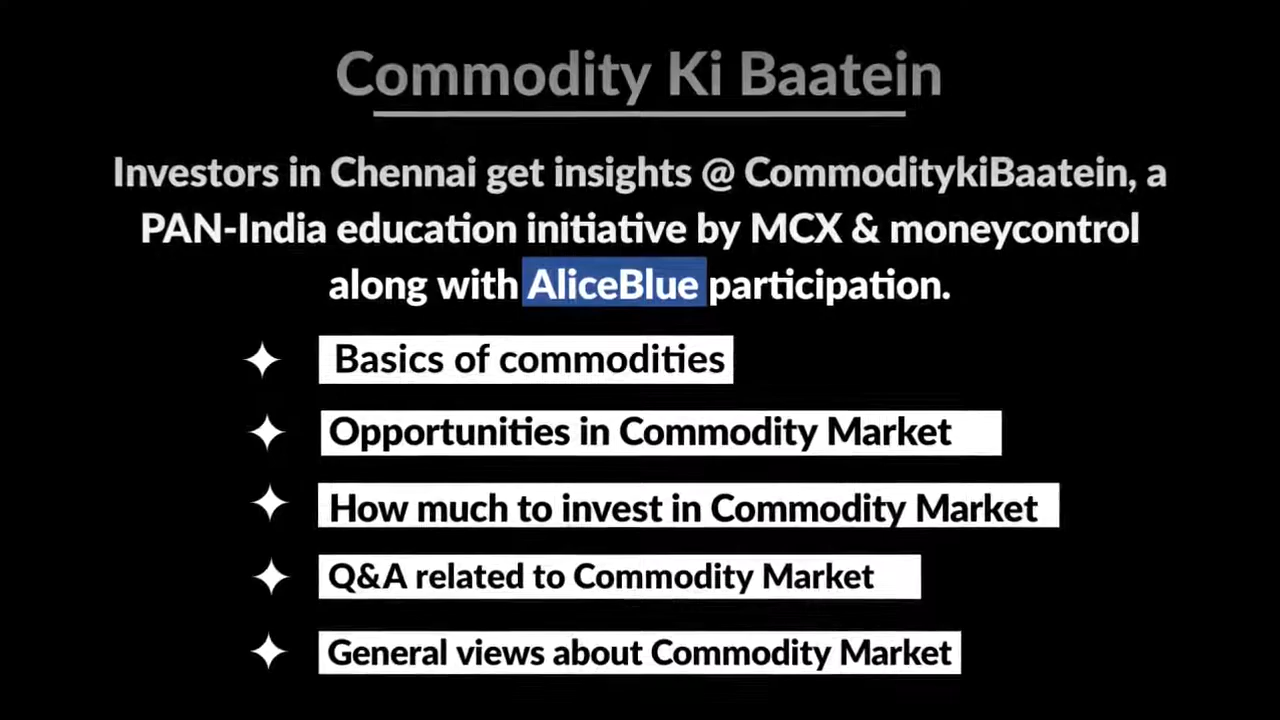 Commodity Ki Baatein
Investors in Chennai get insights @ CommoditykiBaatein, a
PAN-India education initiative by MCX & moneycontrol
along with AliceBlue participation.
Basics of commodities
Opportunities in Commodity Market
How much to invest in Commodity Market
Q&A related to Commodity Market
General views about Commodity Market